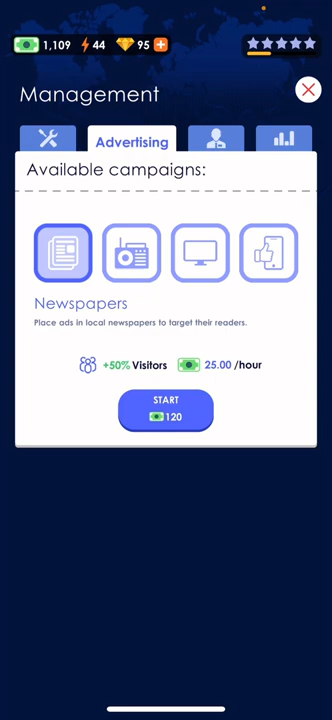 1,109 44 95
Management
Advertising
Available campaigns:
Newspapers
Place ads in local newspapers to target their readers.
+50% Visitors 25.00 /hour
START
120